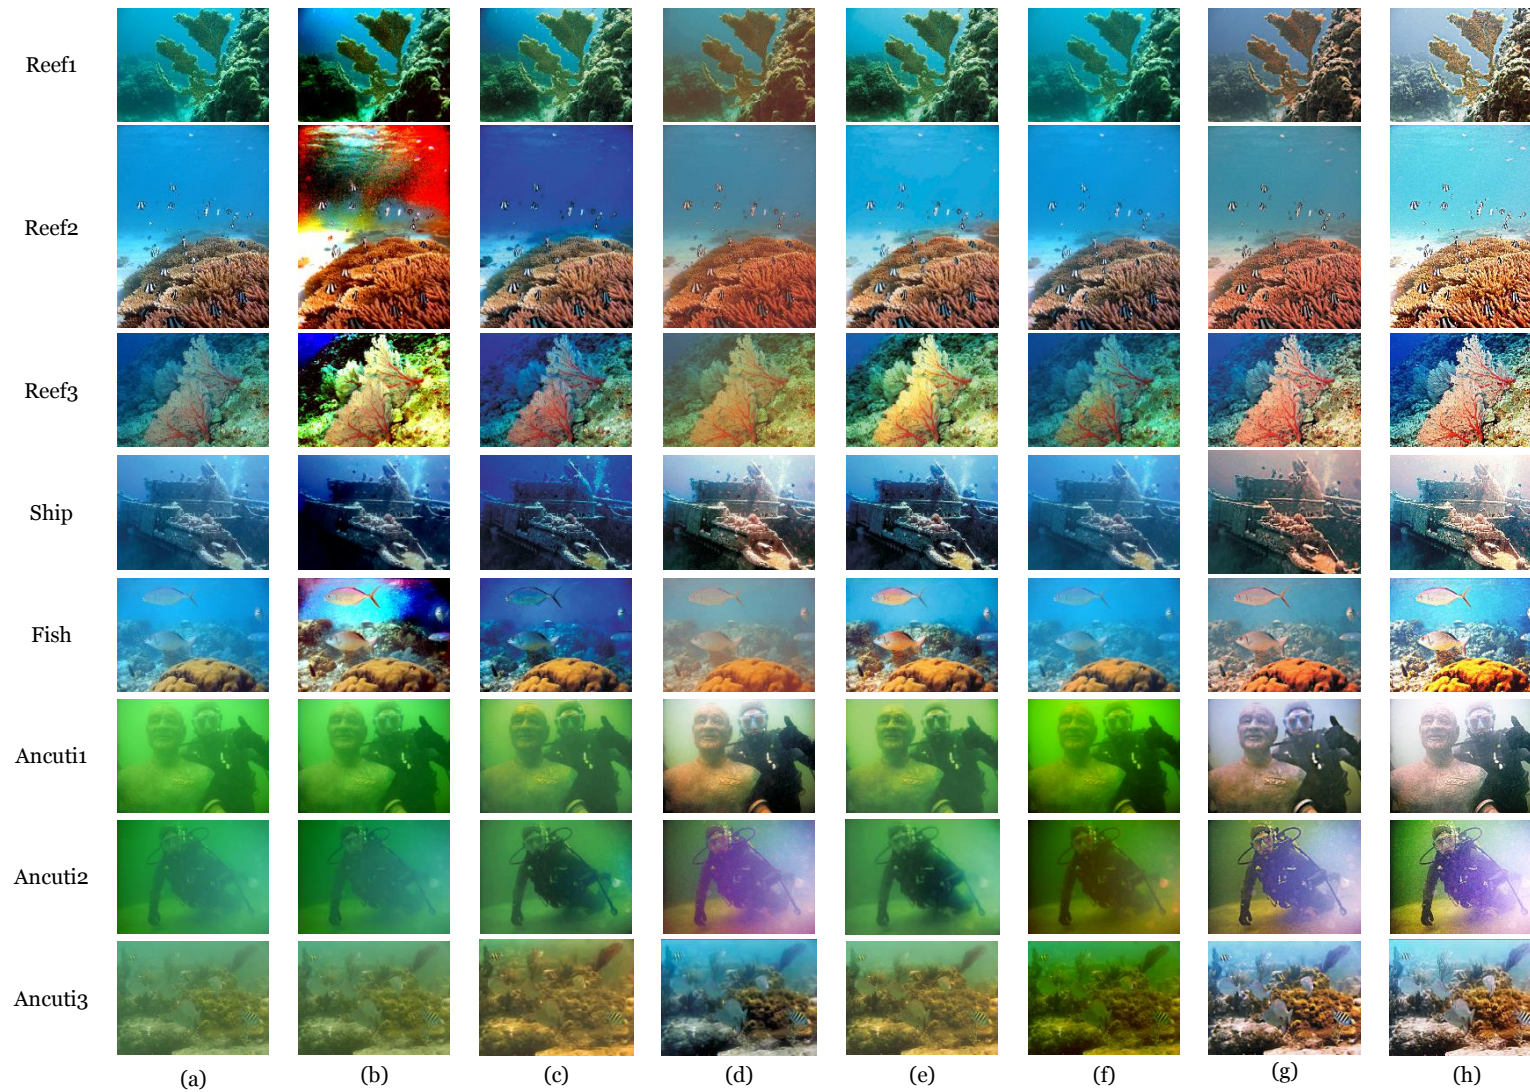 Reef1
Reef2
Reef3
Ship
Fish
Ancuti1
Ancuti2
Ancuti3
(a) (b) (c) (d) (e) (f) (g) (h)